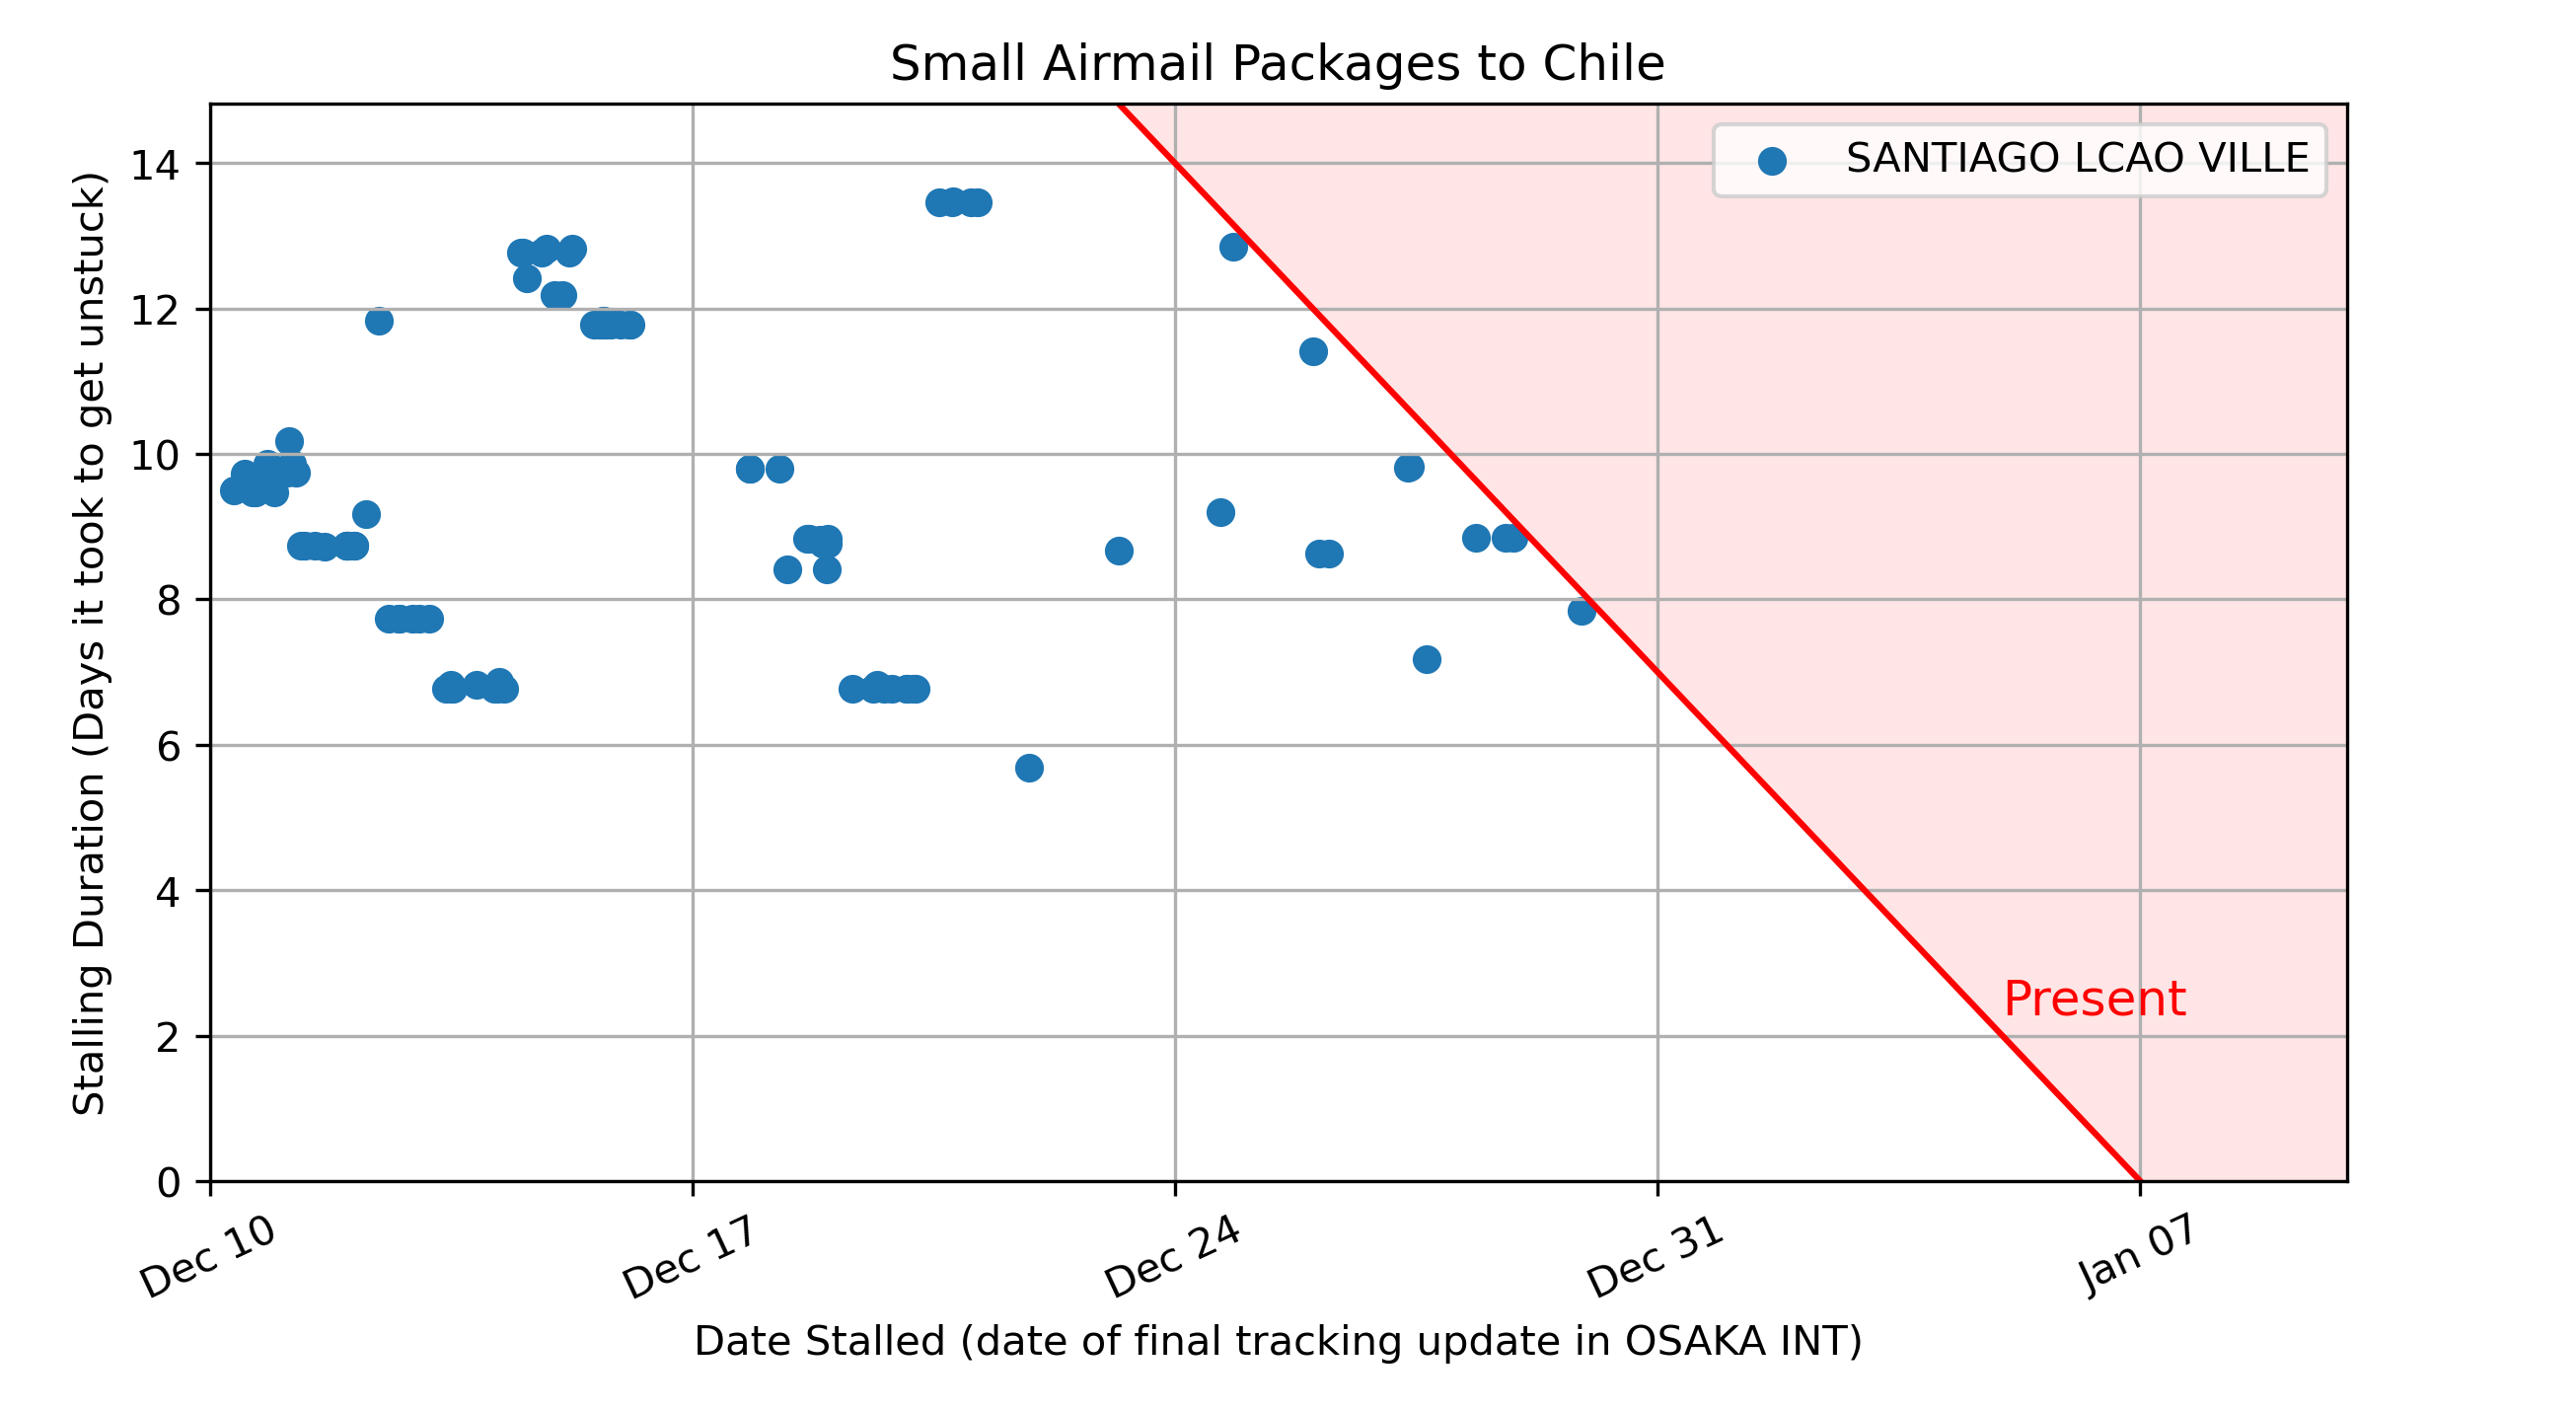 Small Airmail Packages to Chile
SANTIAGO LCAO VILLE
Stalling Duration (Days it took to get unstuck)
14
12
10
8
6
4
2
0
Present
Dec 10
Dec 17
Dec 24
Dec 31
Jan 07
Date Stalled (date of final tracking update in OSAKA INT)